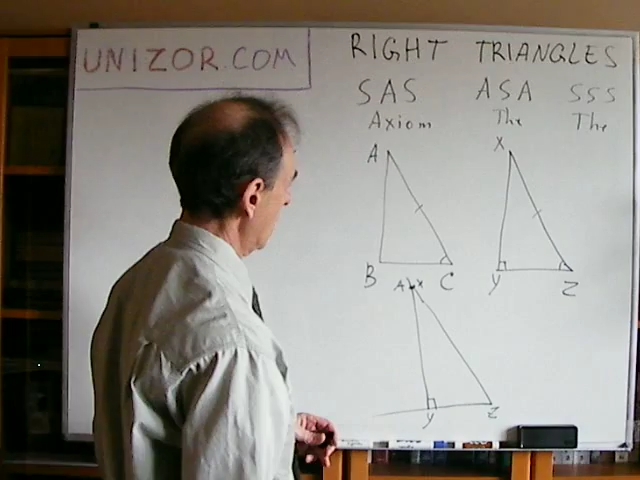 UNIZOR.COM
RIGHT TRIANGLES
SAS ASA SSS
Axiom The The
A X
B C Y Z
A X
Y Z